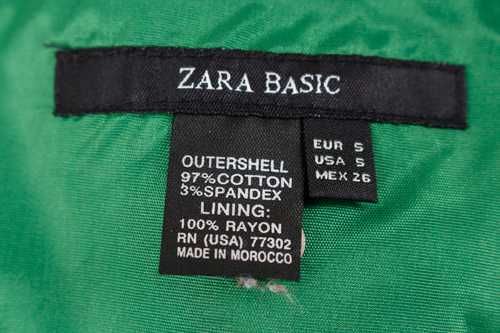 ZARA BASIC
OUTERSHELL
97%COTTON
3%SPANDEX
LINING:
100% RAYON
RN (USA) 77302
MADE IN MOROCCO
EUR S
USA S
MEX 26